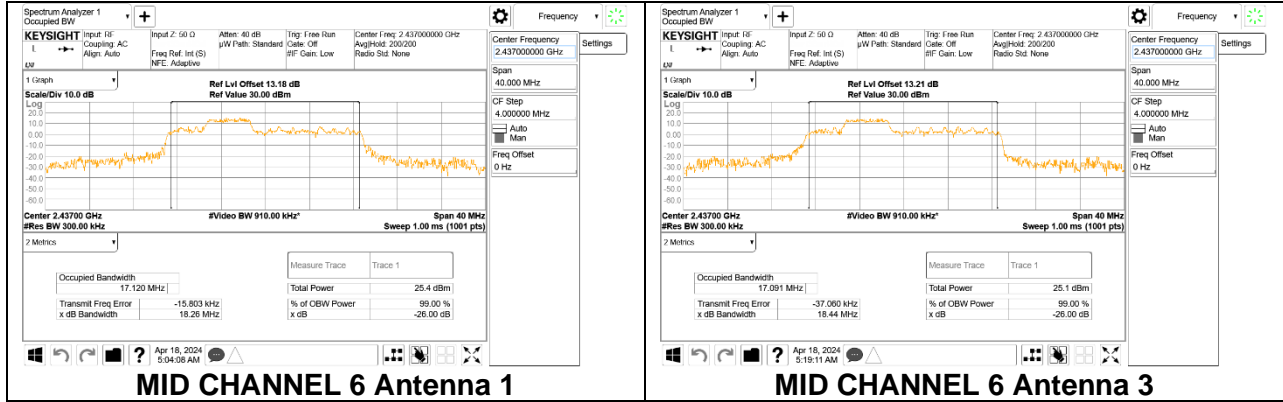 Spectrum Analyzer 1
Occupied BW
Frequency
KEYSIGHT
Input: RF
Coupling: AC
Align: Auto
Input Z: 50 Ω
Freq Ref: Int (S)
NFE: Adaptive
Atten: 40 dB
µW Path: Standard
Trig: Free Run
Gate: Off
#IF Gain: Low
Center Freq: 2.437000000 GHz
Avg|Hold: 200/200
Radio Std: None
Center Frequency
2.437000000 GHz
Settings
Span
40.000 MHz
CF Step
4.000000 MHz
Auto
Man
Freq Offset
0 Hz
1 Graph
Scale/Div 10.0 dB
Ref Lvl Offset 13.18 dB
Ref Value 30.00 dBm
Log
20.0
10.0
0.00
-10.0
-20.0
-30.0
-40.0
-50.0
-60.0
Center 2.43700 GHz
#Res BW 300.00 kHz
#Video BW 910.00 kHz*
Span 40 MHz
Sweep 1.00 ms (1001 pts)
2 Metrics
Measure Trace Trace 1
Occupied Bandwidth
17.120 MHz
Total Power 25.4 dBm
Transmit Freq Error -15.803 kHz
% of OBW Power 99.00 %
x dB Bandwidth 18.26 MHz
x dB -26.00 dB
?
Apr 18, 2024
5:04:08 AM
MID CHANNEL 6 Antenna 1
Spectrum Analyzer 1
Occupied BW
Frequency
KEYSIGHT
Input: RF
Coupling: AC
Align: Auto
Input Z: 50 Ω
Freq Ref: Int (S)
NFE: Adaptive
Atten: 40 dB
µW Path: Standard
Trig: Free Run
Gate: Off
#IF Gain: Low
Center Freq: 2.437000000 GHz
Avg|Hold: 200/200
Radio Std: None
Center Frequency
2.437000000 GHz
Settings
Span
40.000 MHz
CF Step
4.000000 MHz
Auto
Man
Freq Offset
0 Hz
1 Graph
Scale/Div 10.0 dB
Ref Lvl Offset 13.21 dB
Ref Value 30.00 dBm
Log
20.0
10.0
0.00
-10.0
-20.0
-30.0
-40.0
-50.0
-60.0
Center 2.43700 GHz
#Res BW 300.00 kHz
#Video BW 910.00 kHz*
Span 40 MHz
Sweep 1.00 ms (1001 pts)
2 Metrics
Measure Trace Trace 1
Occupied Bandwidth
17.091 MHz
Total Power 25.1 dBm
Transmit Freq Error -37.060 kHz
% of OBW Power 99.00 %
x dB Bandwidth 18.44 MHz
x dB -26.00 dB
?
Apr 18, 2024
5:19:11 AM
MID CHANNEL 6 Antenna 3